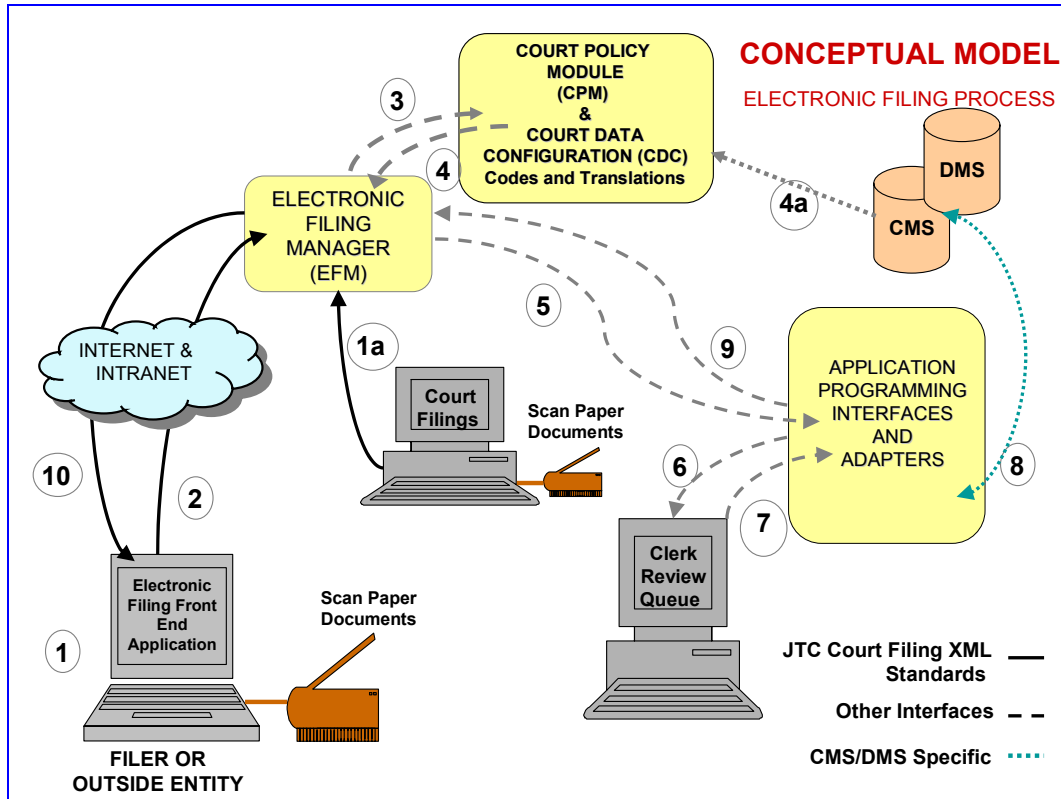 CONCEPTUAL MODEL
ELECTRONIC FILING PROCESS
COURT POLICY
MODULE
(CPM)
&
COURT DATA
CONFIGURATION (CDC)
Codes and Translations
3
4
4a
DMS
CMS
ELECTRONIC
FILING
MANAGER
(EFM)
5
9
1a
INTERNET &
INTRANET
Court
Filings
Scan Paper
Documents
APPLICATION
PROGRAMMING
INTERFACES
AND
ADAPTERS
10
2
6
7
8
Clerk
Review
Queue
1
Electronic
Filing Front
End
Application
Scan Paper
Documents
FILER OR
OUTSIDE ENTITY
JTC Court Filing XML
Standards
Other Interfaces
CMS/DMS Specific